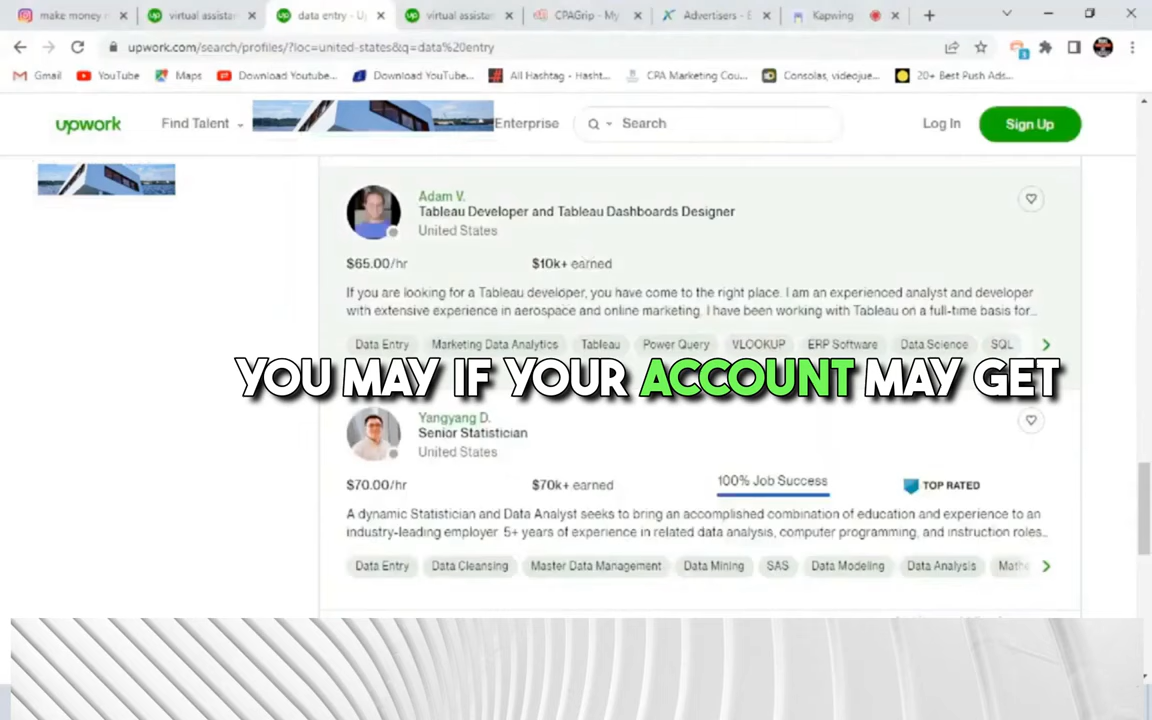 make money
virtual assista
data entry - U
virtual assista
CPAGrip - My
Advertisers - E
Kapwing
upwork.com/search/profiles/?loc=united-states&q=data%20entry
Gmail
YouTube
Maps
Download Youtube...
Download YouTube...
All Hashtag - Hasht...
CPA Marketing Cou...
Consolas, videojue...
20+ Best Push Ads...
upwork
Find Talent
Enterprise
Search
Log In
Sign Up
Adam V.
Tableau Developer and Tableau Dashboards Designer
United States
$65.00/hr
$10k+ earned
If you are looking for a Tableau developer, you have come to the right place. I am an experienced analyst and developer
with extensive experience in aerospace and online marketing. I have been working with Tableau on a full-time basis for...
Data Entry
Marketing Data Analytics
Tableau
Power Query
VLOOKUP
ERP Software
Data Science
SQL
YOU MAY IF YOUR ACCOUNT MAY GET
Yangyang D.
Senior Statistician
United States
$70.00/hr
$70k+ earned
100% Job Success
TOP RATED
A dynamic Statistician and Data Analyst seeks to bring an accomplished combination of education and experience to an
industry-leading employer. 5+ years of experience in related data analysis, computer programming, and instruction roles...
Data Entry
Data Cleansing
Master Data Management
Data Mining
SAS
Data Modeling
Data Analysis
Mathe